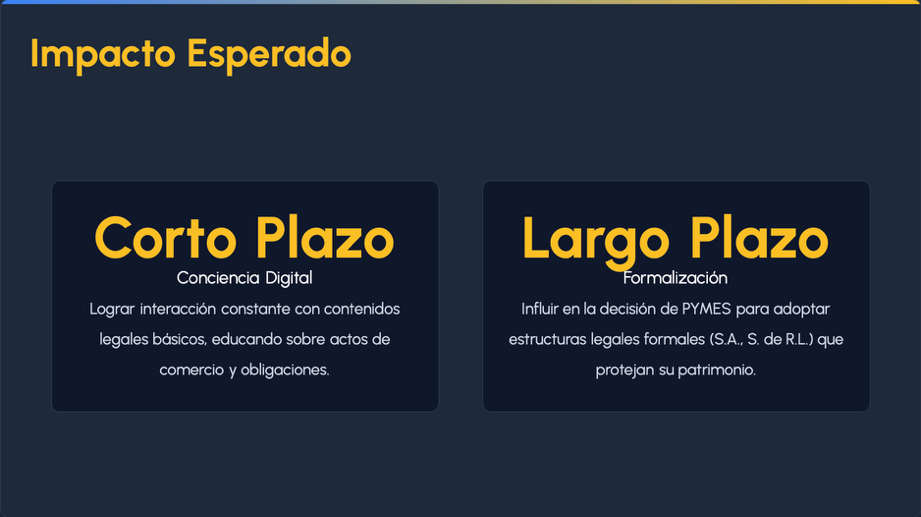 Impacto Esperado
Corto Plazo
Conciencia Digital
Lograr interacción constante con contenidos
legales básicos, educando sobre actos de
comercio y obligaciones.
Largo Plazo
Formalización
Influir en la decisión de PYMES para adoptar
estructuras legales formales (S.A., S. de R.L.) que
protejan su patrimonio.